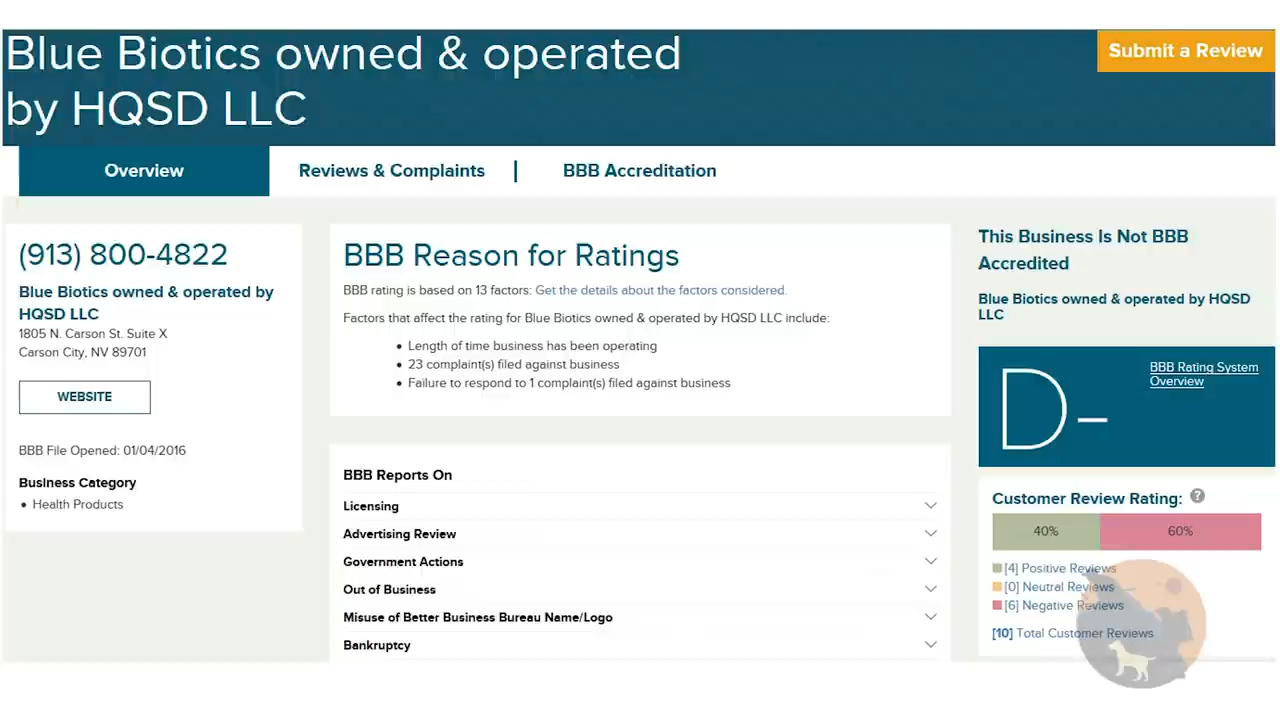 Blue Biotics owned & operated
by HQSD LLC
Submit a Review
Overview
Reviews & Complaints
BBB Accreditation
(913) 800-4822
Blue Biotics owned & operated by
HQSD LLC
1805 N. Carson St. Suite X
Carson City, NV 89701
WEBSITE
BBB File Opened: 01/04/2016
Business Category
• Health Products
BBB Reason for Ratings
BBB rating is based on 13 factors: Get the details about the factors considered.
Factors that affect the rating for Blue Biotics owned & operated by HQSD LLC include:
• Length of time business has been operating
• 23 complaint(s) filed against business
• Failure to respond to 1 complaint(s) filed against business
BBB Reports On
Licensing
Advertising Review
Government Actions
Out of Business
Misuse of Better Business Bureau Name/Logo
Bankruptcy
This Business Is Not BBB
Accredited
Blue Biotics owned & operated by HQSD
LLC
D-
BBB Rating System
Overview
Customer Review Rating: ?
40% 60%
[4] Positive Reviews
[0] Neutral Reviews
[6] Negative Reviews
[10] Total Customer Reviews